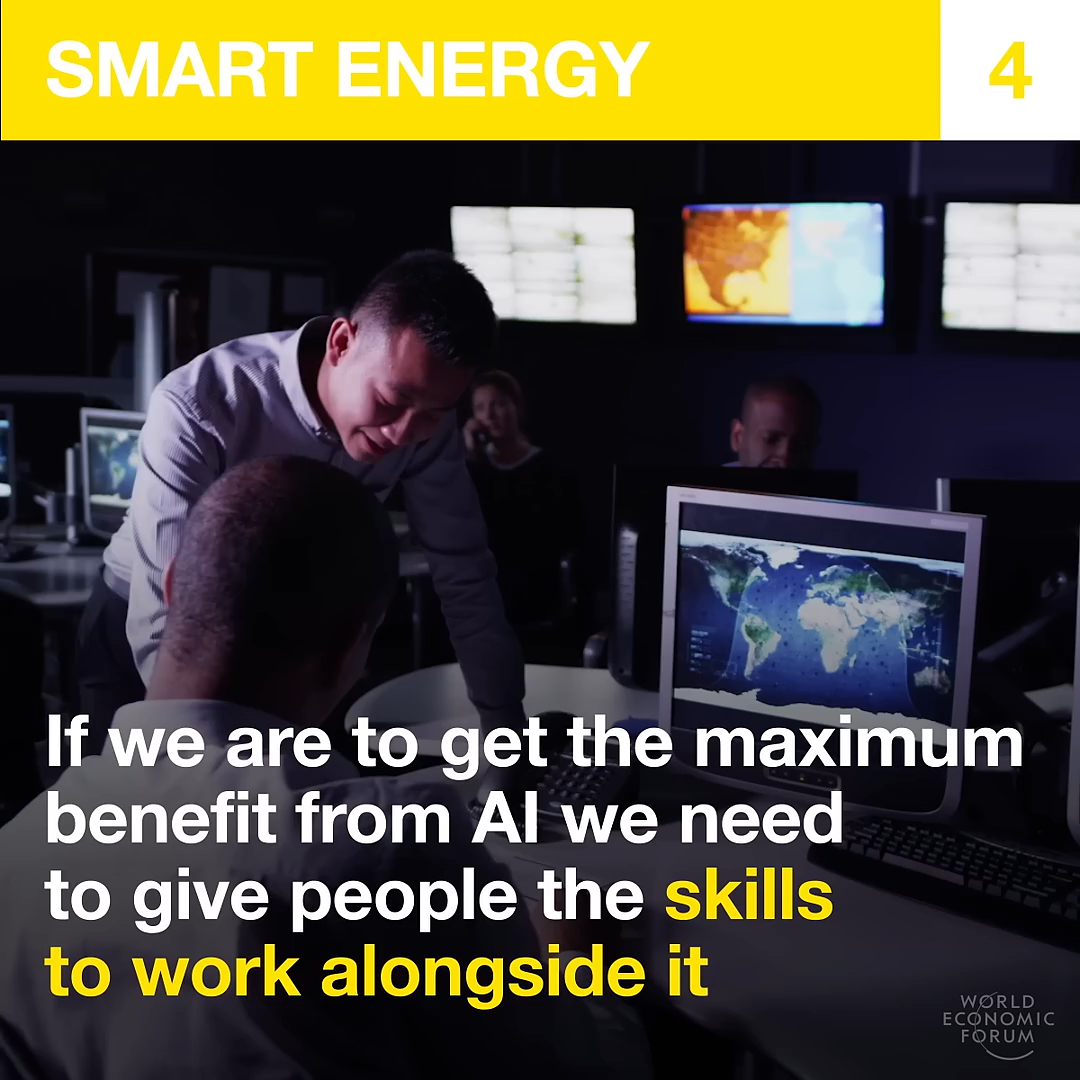 SMART ENERGY
4
If we are to get the maximum
benefit from AI we need
to give people the skills
to work alongside it
WORLD
ECONOMIC
FORUM